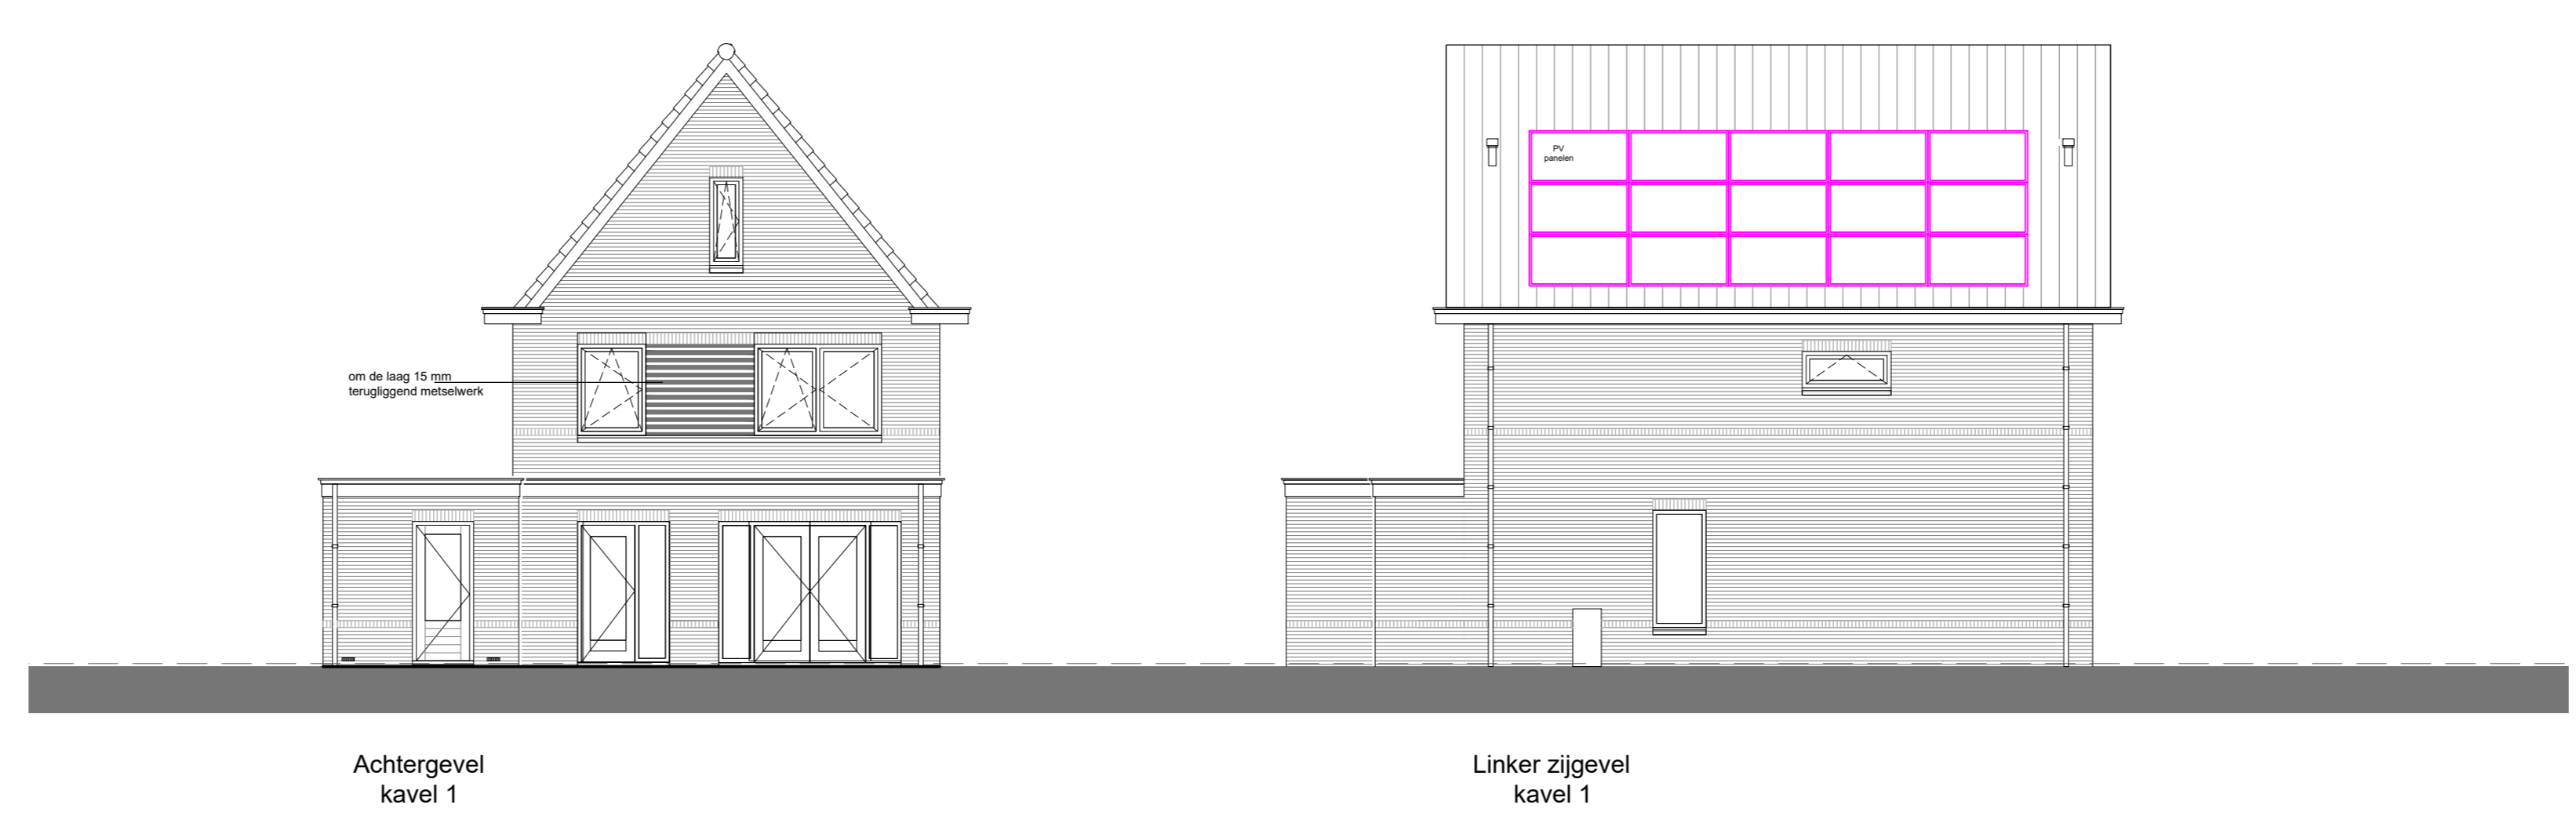 PV
panelen
om de laag 15 mm
terugliggend metselwerk
Achtergevel
kavel 1
Linker zijgevel
kavel 1